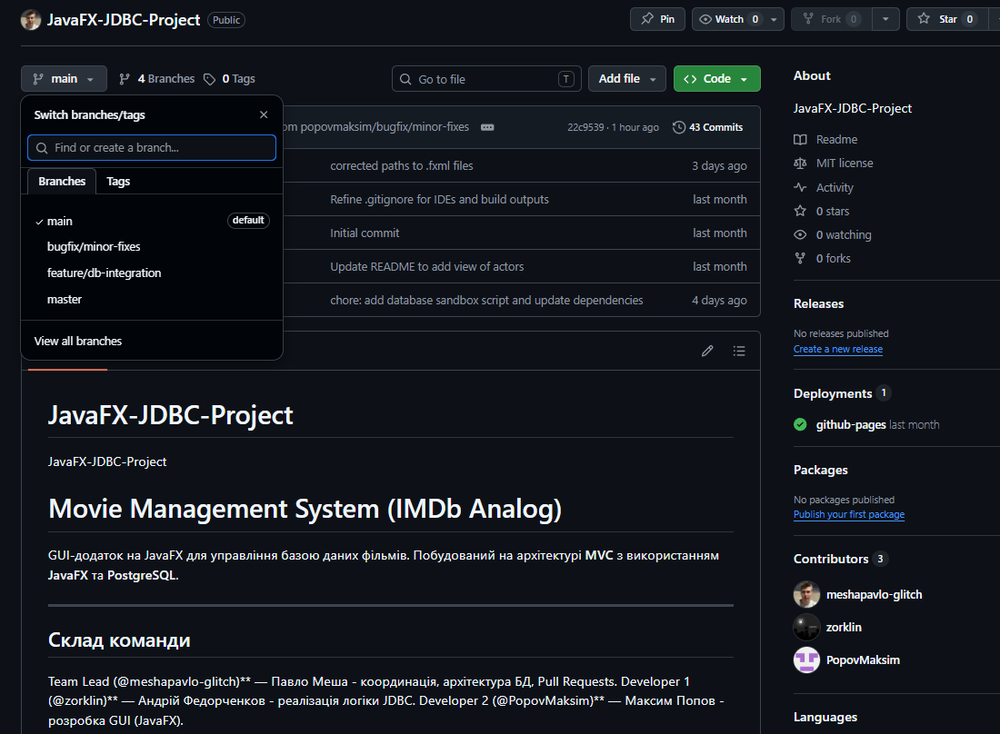 JavaFX-JDBC-Project Public
Pin
Watch 0
Fork 0
Star 0
main
4 Branches
0 Tags
Go to file
T
Add file
Code
Switch branches/tags
Find or create a branch...
Branches
Tags
main
default
bugfix/minor-fixes
feature/db-integration
master
View all branches
om popovmaksim/bugfix/minor-fixes
22c9539 · 1 hour ago
43 Commits
corrected paths to .fxml files
3 days ago
Refine .gitignore for IDEs and build outputs
last month
Initial commit
last month
Update README to add view of actors
last month
chore: add database sandbox script and update dependencies
4 days ago
JavaFX-JDBC-Project
JavaFX-JDBC-Project
Movie Management System (IMDb Analog)
GUI-додаток на JavaFX для управління базою даних фільмів. Побудований на архітектурі MVC з використанням
JavaFX та PostgreSQL.
Склад команди
Team Lead (@meshapavlo-glitch)** — Павло Меша - координація, архітектура БД, Pull Requests. Developer 1
(@zorklin)** — Андрій Федорченков - реалізація логіки JDBC. Developer 2 (@PopovMaksim)** — Максим Попов -
розробка GUI (JavaFX).
About
JavaFX-JDBC-Project
Readme
MIT license
Activity
0 stars
0 watching
0 forks
Releases
No releases published
Create a new release
Deployments 1
github-pages last month
Packages
No packages published
Publish your first package
Contributors 3
meshapavlo-glitch
zorklin
PopovMaksim
Languages